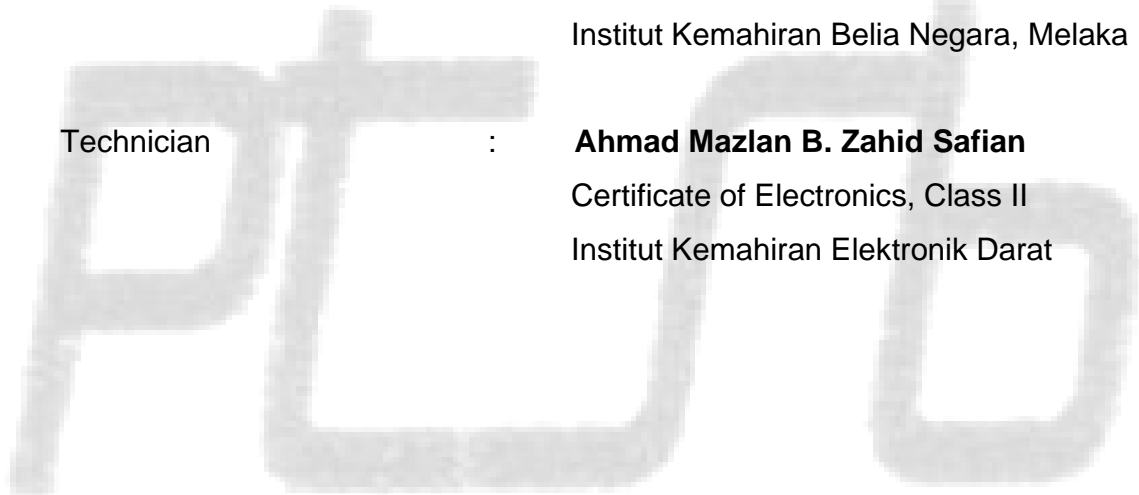 Institut Kemahiran Belia Negara, Melaka
Technician : Ahmad Mazlan B. Zahid Safian
Certificate of Electronics, Class II
Institut Kemahiran Elektronik Darat
ptsb